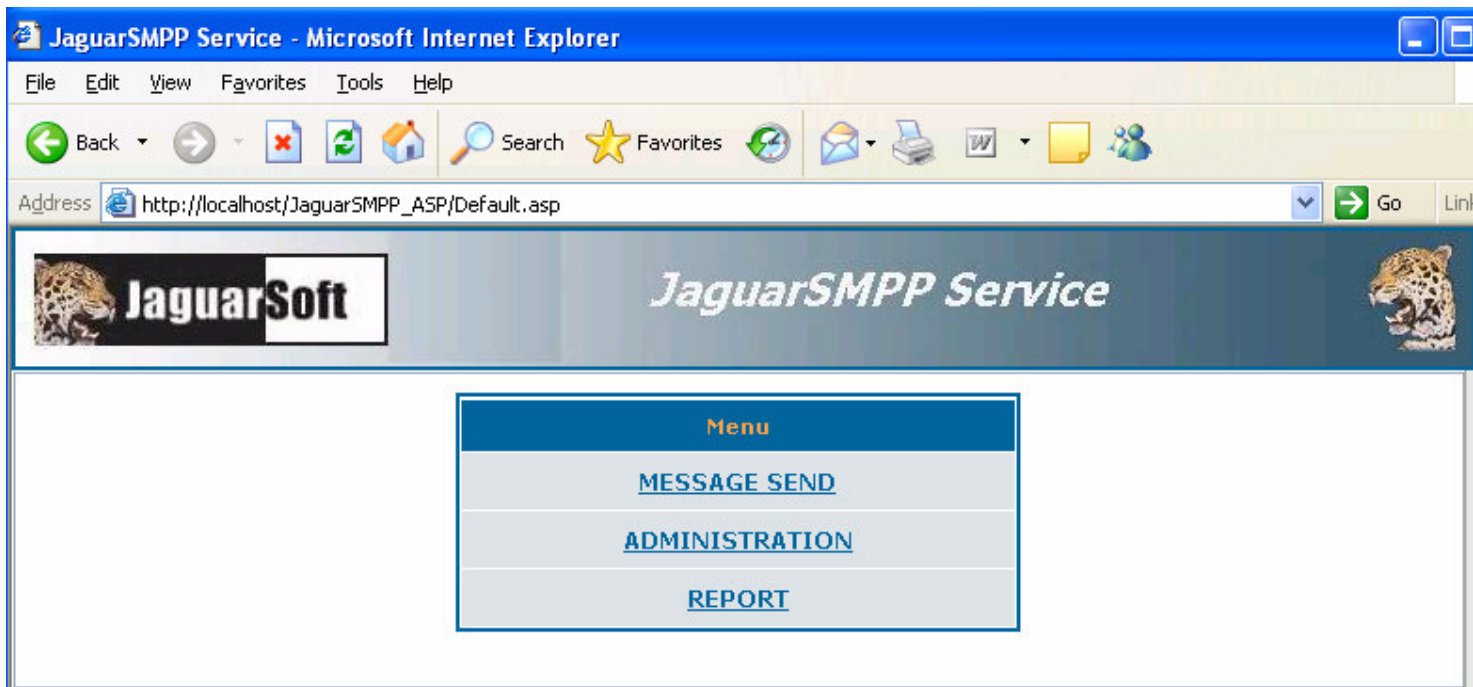 JaguarSMPP Service - Microsoft Internet Explorer
File Edit View Favorites Tools Help
Back Search Favorites W
Address http://localhost/JaguarSMPP_ASP/Default.asp Go Link
JaguarSoft JaguarSMPP Service
Menu
MESSAGE SEND
ADMINISTRATION
REPORT